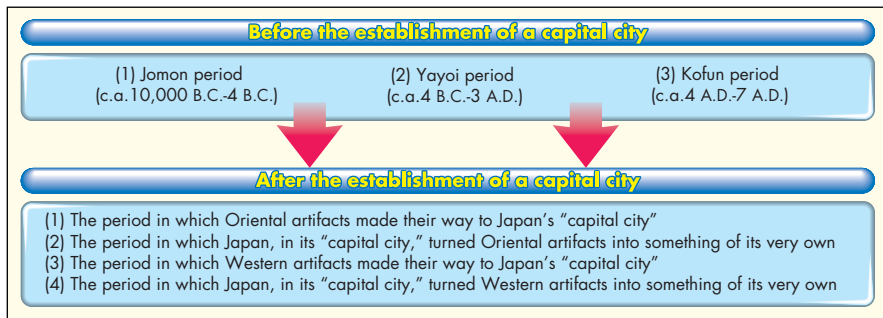 Before the establishment of a capital city
(1) Jomon period
(c.a.10,000 B.C.-4 B.C.)
(2) Yayoi period
(c.a.4 B.C.-3 A.D.)
(3) Kofun period
(c.a.4 A.D.-7 A.D.)
After the establishment of a capital city
(1) The period in which Oriental artifacts made their way to Japan's “capital city”
(2) The period in which Japan, in its “capital city,” turned Oriental artifacts into something of its very own
(3) The period in which Western artifacts made their way to Japan's “capital city”
(4) The period in which Japan, in its “capital city,” turned Western artifacts into something of its very own